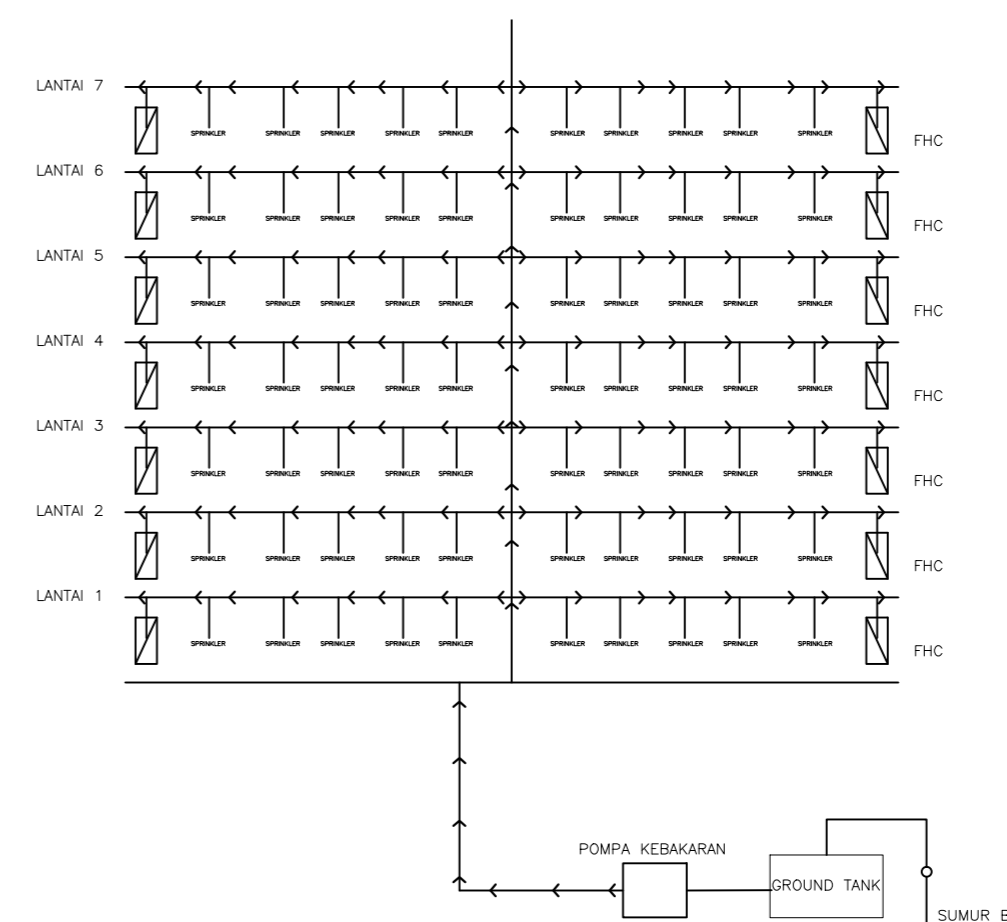 LANTAI 7
SPRINKLER SPRINKLER SPRINKLER SPRINKLER SPRINKLER SPRINKLER SPRINKLER SPRINKLER SPRINKLER SPRINKLER FHC
LANTAI 6
SPRINKLER SPRINKLER SPRINKLER SPRINKLER SPRINKLER SPRINKLER SPRINKLER SPRINKLER SPRINKLER SPRINKLER FHC
LANTAI 5
SPRINKLER SPRINKLER SPRINKLER SPRINKLER SPRINKLER SPRINKLER SPRINKLER SPRINKLER SPRINKLER SPRINKLER FHC
LANTAI 4
SPRINKLER SPRINKLER SPRINKLER SPRINKLER SPRINKLER SPRINKLER SPRINKLER SPRINKLER SPRINKLER SPRINKLER FHC
LANTAI 3
SPRINKLER SPRINKLER SPRINKLER SPRINKLER SPRINKLER SPRINKLER SPRINKLER SPRINKLER SPRINKLER SPRINKLER FHC
LANTAI 2
SPRINKLER SPRINKLER SPRINKLER SPRINKLER SPRINKLER SPRINKLER SPRINKLER SPRINKLER SPRINKLER SPRINKLER FHC
LANTAI 1
SPRINKLER SPRINKLER SPRINKLER SPRINKLER SPRINKLER SPRINKLER SPRINKLER SPRINKLER SPRINKLER SPRINKLER FHC
POMPA KEBAKARAN
GROUND TANK
SUMUR